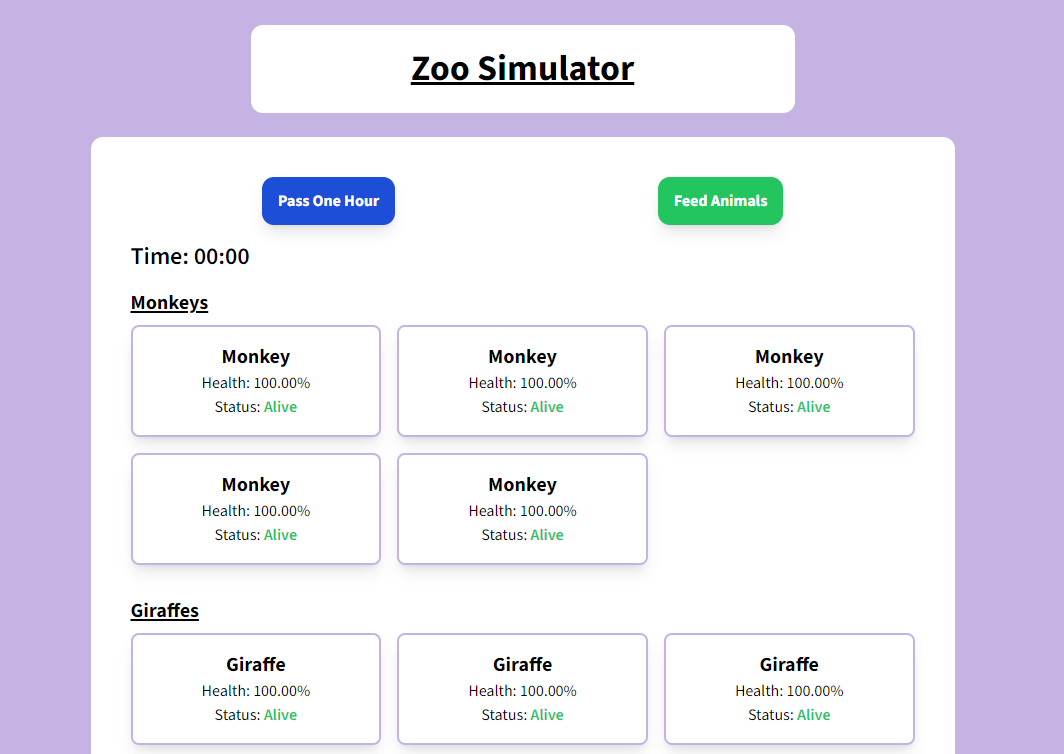 Zoo Simulator
Pass One Hour
Feed Animals
Time: 00:00
Monkeys
Monkey
Health: 100.00%
Status: Alive
Monkey
Health: 100.00%
Status: Alive
Monkey
Health: 100.00%
Status: Alive
Monkey
Health: 100.00%
Status: Alive
Monkey
Health: 100.00%
Status: Alive
Giraffes
Giraffe
Health: 100.00%
Status: Alive
Giraffe
Health: 100.00%
Status: Alive
Giraffe
Health: 100.00%
Status: Alive